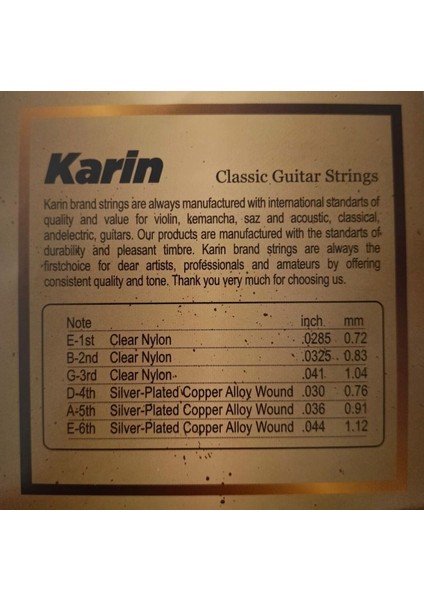 Karin Classic Guitar Strings
Karin brand strings are always manufactured with international standarts of
quality and value for violin, kemancha, saz and acoustic, classical,
andelectric, guitars. Our products are manufactured with the standarts of
durability and pleasant timbre. Karin brand strings are always the
firstchoice for dear artists, professionals and amateurs by offering
consistent quality and tone. Thank you very much for choosing us.
Note inch mm
E-1st Clear Nylon .0285 0.72
B-2nd Clear Nylon .0325 0.83
G-3rd Clear Nylon .041 1.04
D-4th Silver-Plated Copper Alloy Wound .030 0.76
A-5th Silver-Plated Copper Alloy Wound .036 0.91
E-6th Silver-Plated Copper Alloy Wound .044 1.12